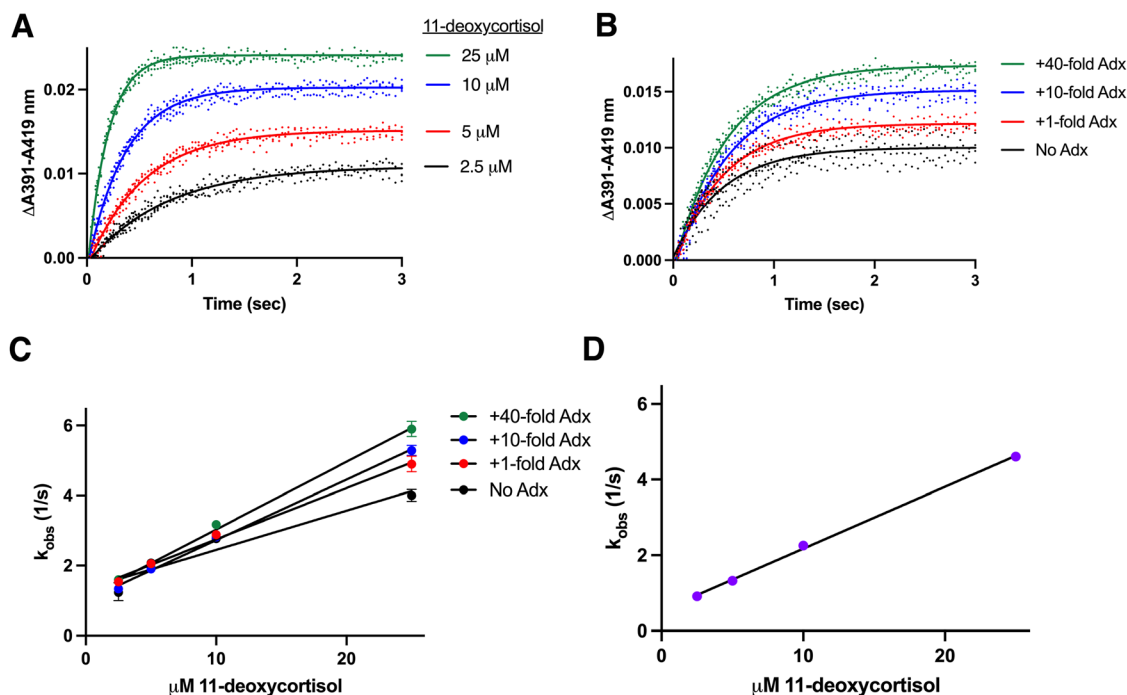 A
11-deoxycortisol
25 μM
10 μM
5 μM
2.5 μM
ΔA391-A419 nm
0.02
0.01
0.00
0 1 2 3
Time (sec)
B
+40-fold Adx
+10-fold Adx
+1-fold Adx
No Adx
ΔA391-A419 nm
0.015
0.010
0.005
0.000
0 1 2 3
Time (sec)
C
+40-fold Adx
+10-fold Adx
+1-fold Adx
No Adx
kobs (1/s)
6
4
2
0
0 10 20
μM 11-deoxycortisol
D
kobs (1/s)
6
4
2
0
0 10 20
μM 11-deoxycortisol